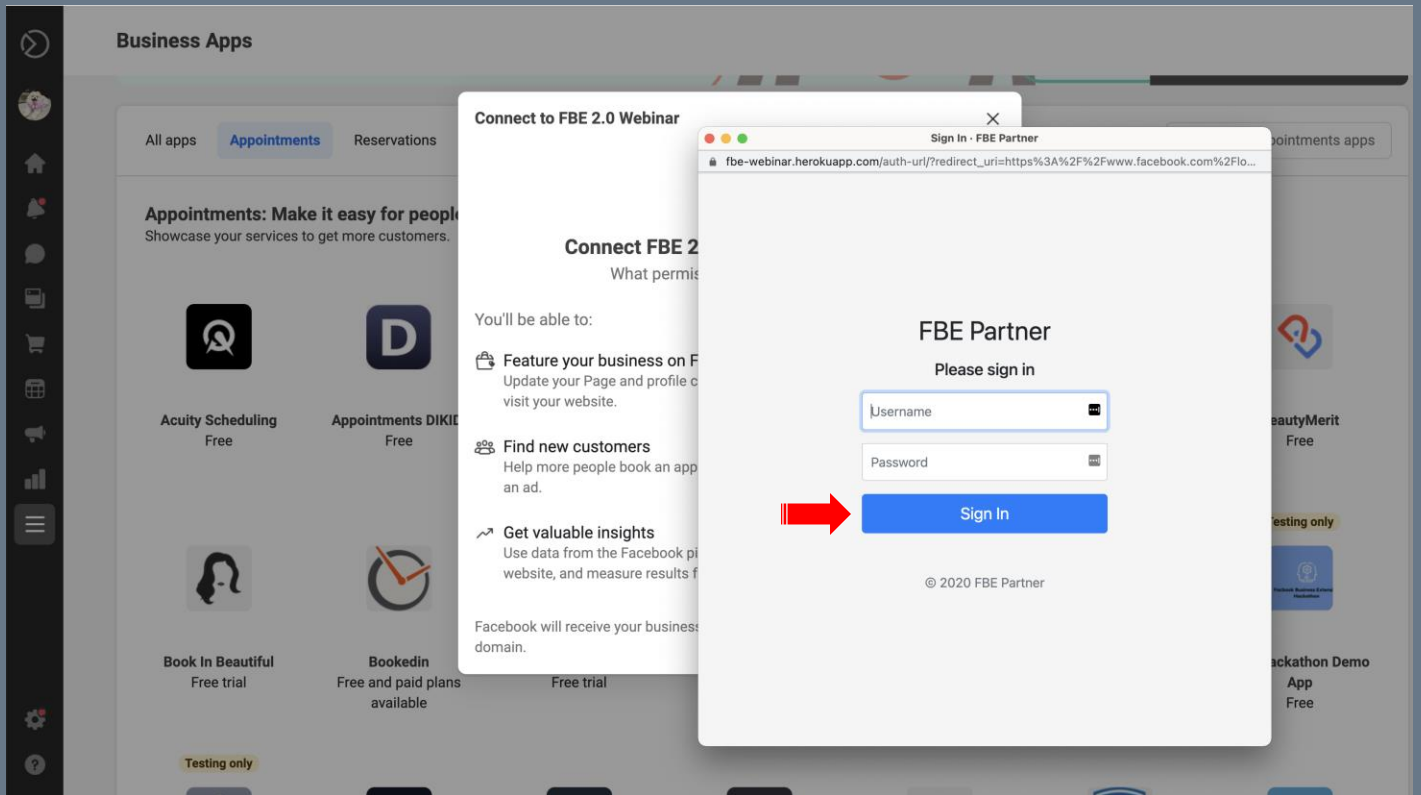 Business Apps
All apps
Appointments
Reservations
pointments apps
Appointments: Make it easy for people
Showcase your services to get more customers.
Acuity Scheduling
Free
D
Appointments DIKID
Free
eautyMerit
Free
Book In Beautiful
Free trial
Bookedin
Free and paid plans
available
Free trial
Testing only
esting only
ackathon Demo
App
Free
Connect to FBE 2.0 Webinar
Connect FBE 2
What permis
You'll be able to:
Feature your business on F
Update your Page and profile c
visit your website.
Find new customers
Help more people book an app
an ad.
Get valuable insights
Use data from the Facebook pi
website, and measure results f
Facebook will receive your business
domain.
Sign In · FBE Partner
fbe-webinar.herokuapp.com/auth-url/?redirect_uri=https%3A%2F%2Fwww.facebook.com%2Flo...
FBE Partner
Please sign in
Username
Password
Sign In
© 2020 FBE Partner